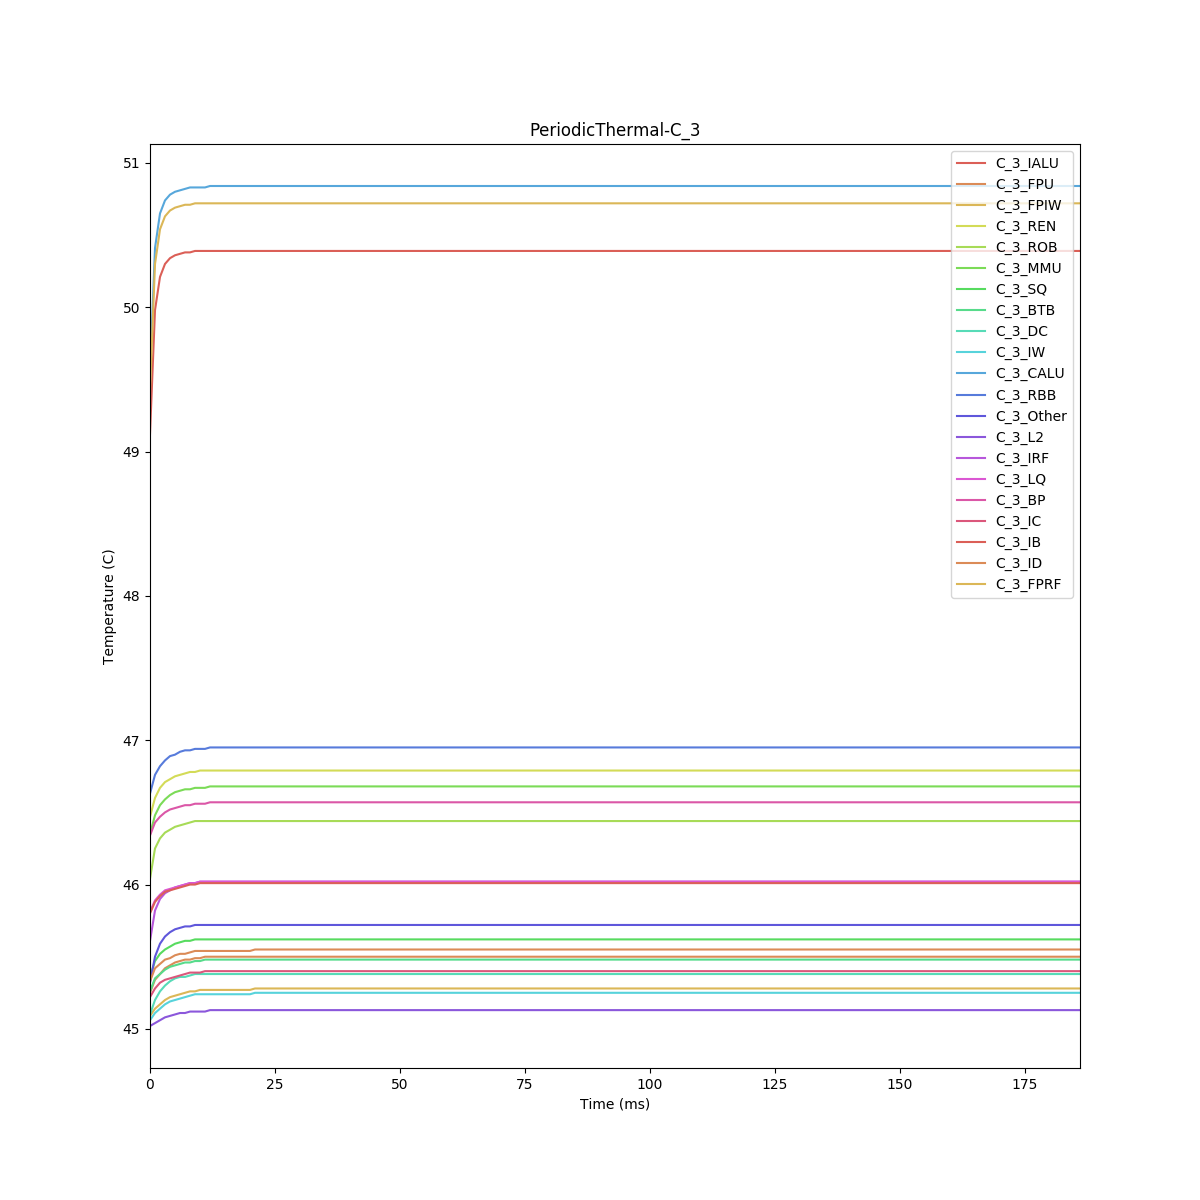 PeriodicThermal-C_3
51
50
49
48
47
46
45
Temperature (C)
0
25
50
75
100
125
150
175
Time (ms)
C_3_IALU
C_3_FPU
C_3_FPIW
C_3_REN
C_3_ROB
C_3_MMU
C_3_SQ
C_3_BTB
C_3_DC
C_3_IW
C_3_CALU
C_3_RBB
C_3_Other
C_3_L2
C_3_IRF
C_3_LQ
C_3_BP
C_3_IC
C_3_IB
C_3_ID
C_3_FPRF